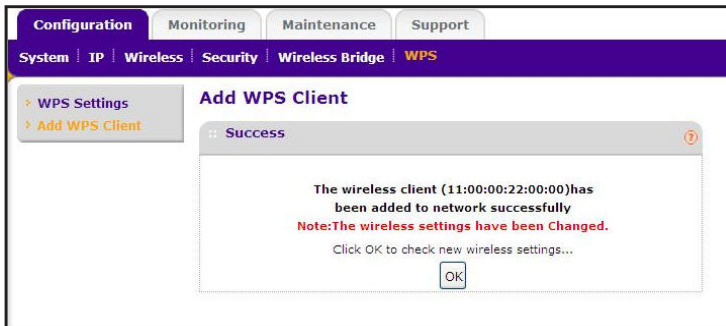 Configuration Monitoring Maintenance Support
System IP Wireless Security Wireless Bridge WPS
WPS Settings
Add WPS Client
Add WPS Client
Success
?
The wireless client (11:00:00:22:00:00)has
been added to network successfully
Note:The wireless settings have been Changed.
Click OK to check new wireless settings...
OK